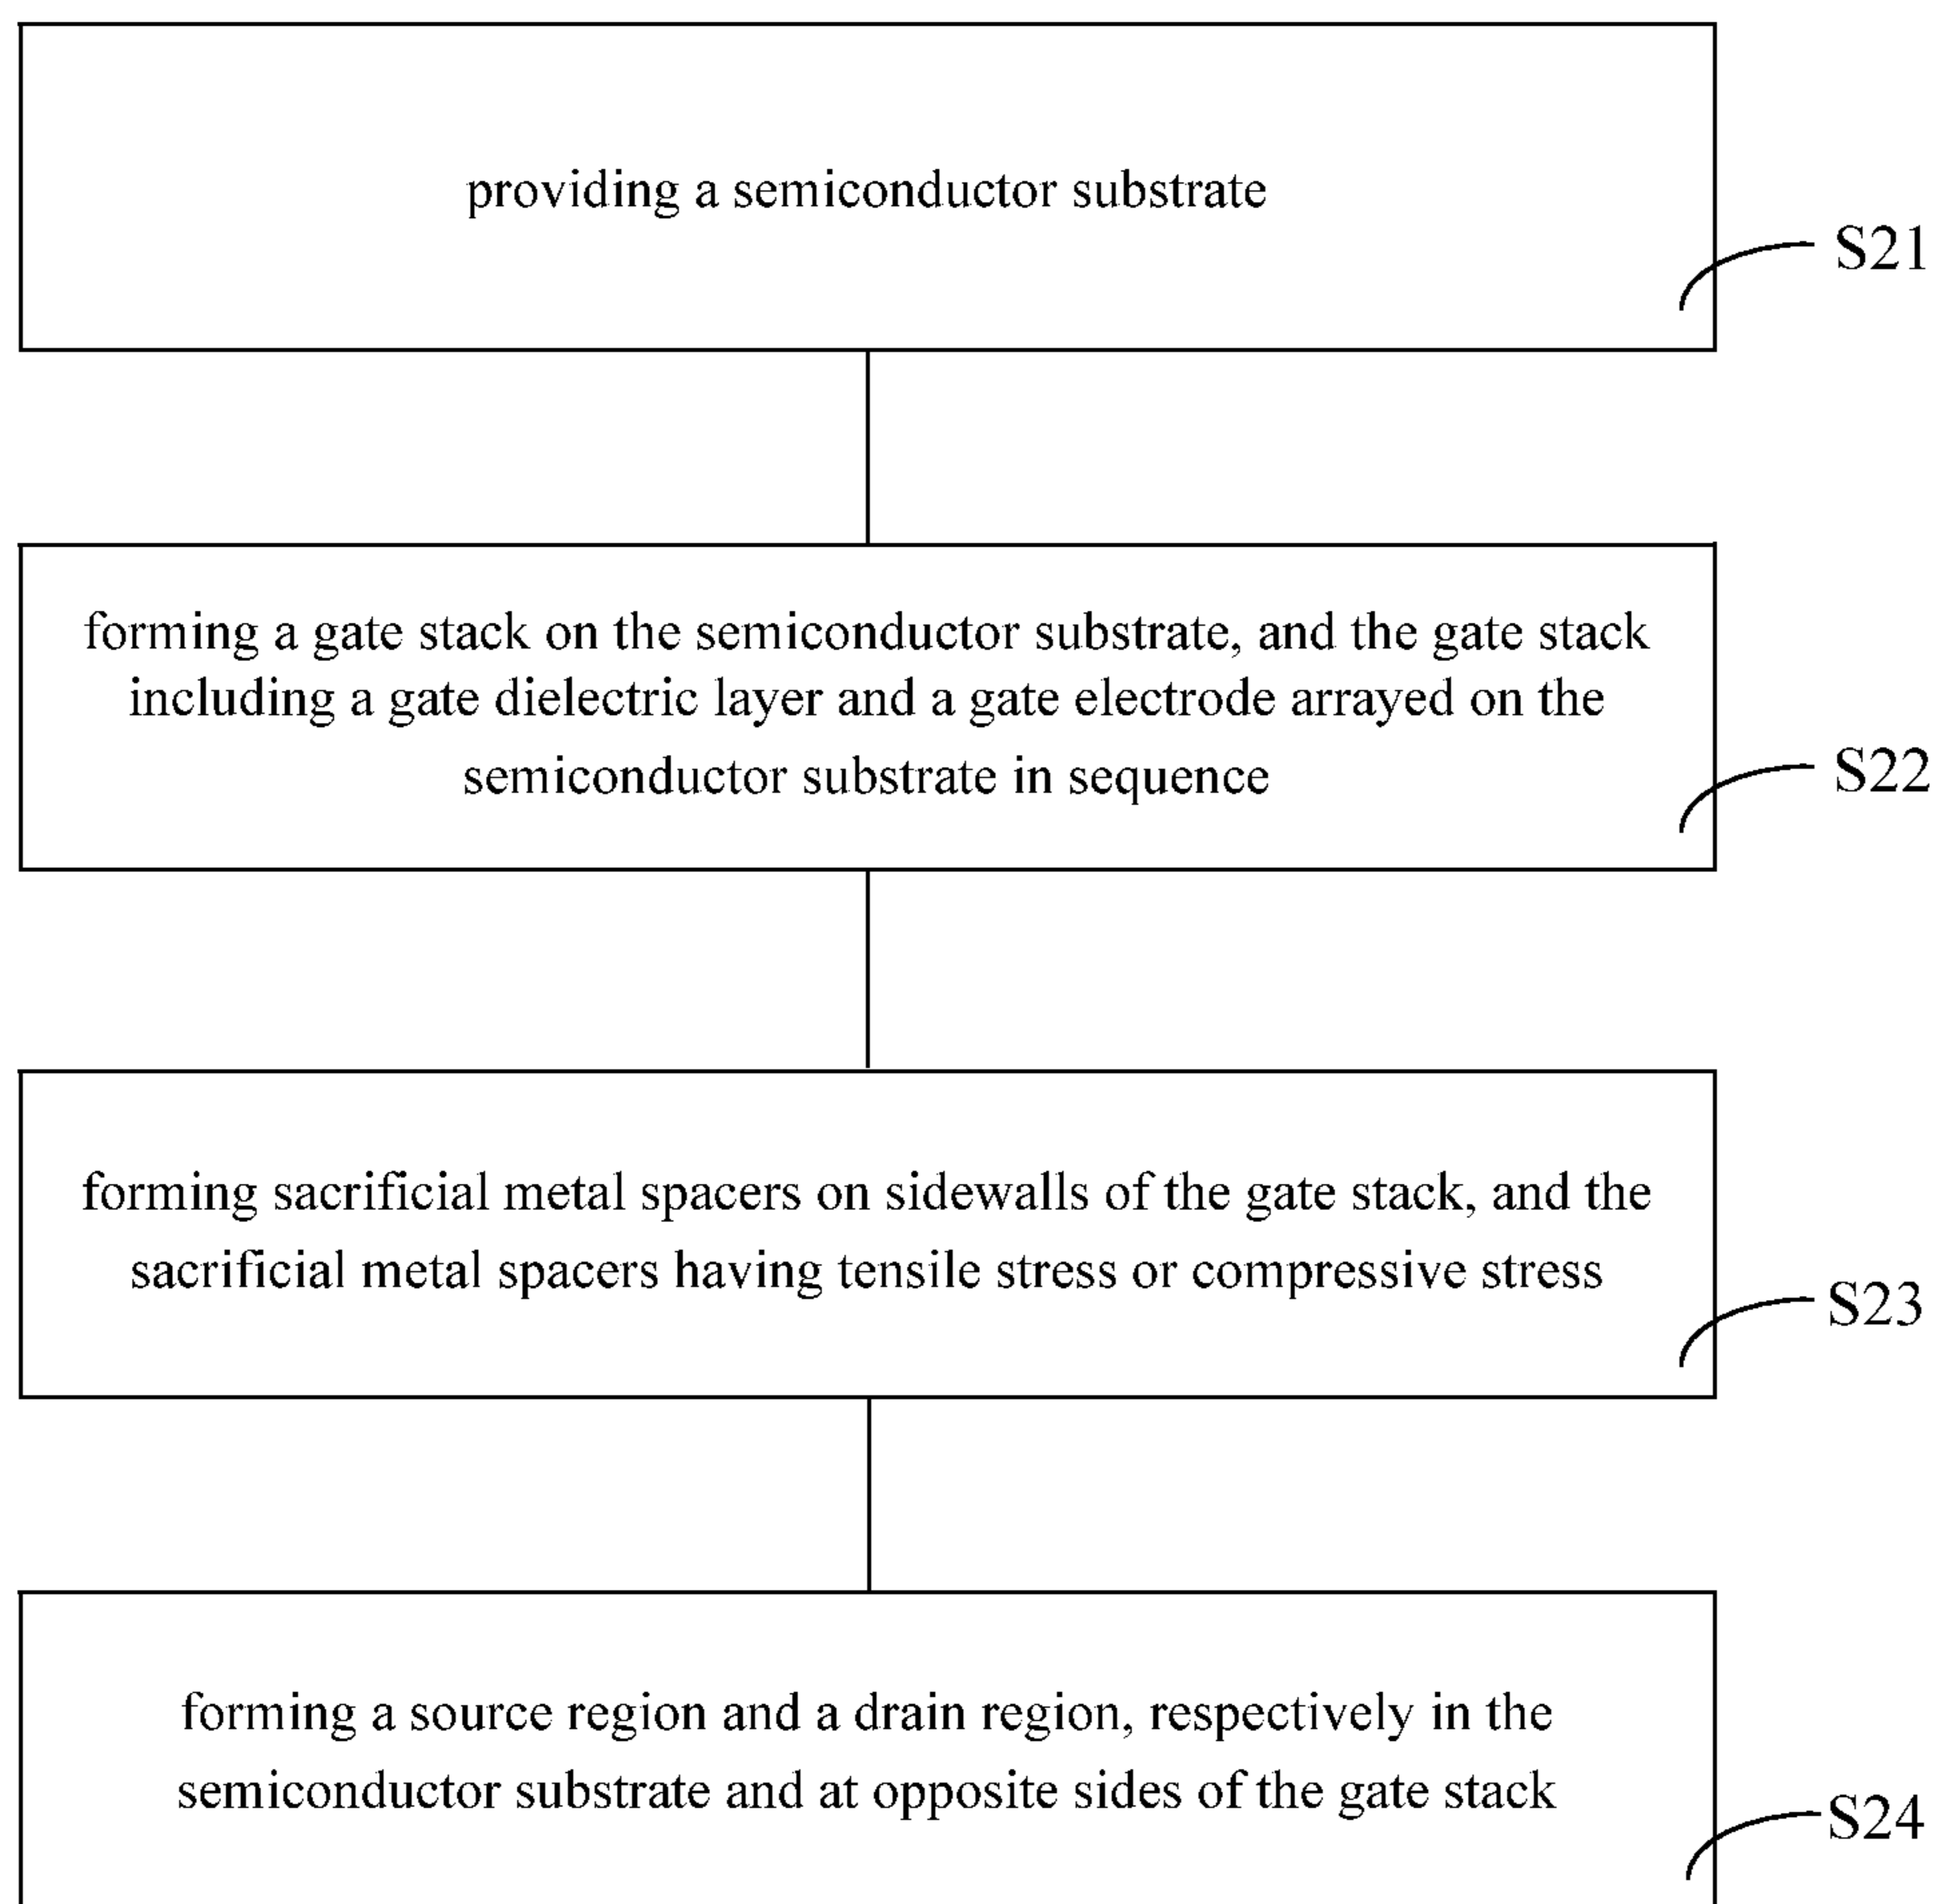 providing a semiconductor substrate
S21
forming a gate stack on the semiconductor substrate, and the gate stack
including a gate dielectric layer and a gate electrode arrayed on the
semiconductor substrate in sequence
S22
forming sacrificial metal spacers on sidewalls of the gate stack, and the
sacrificial metal spacers having tensile stress or compressive stress
S23
forming a source region and a drain region, respectively in the
semiconductor substrate and at opposite sides of the gate stack
S24